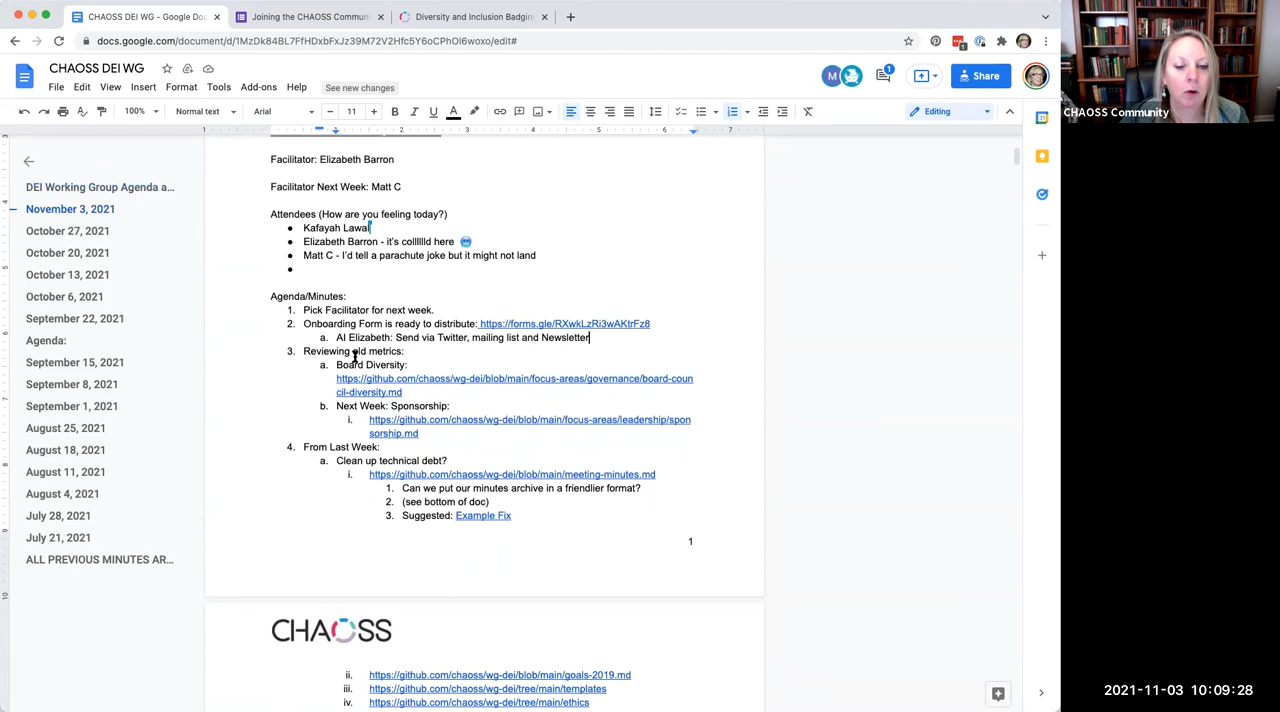 CHAOSS DEI WG - Google Doc
Joining the CHAOSS Commun
Diversity and Inclusion Badging
docs.google.com/document/d/1MzDk84BL7FfHDxbFxJz39M72V2Hfc5Y6oCPhOl6woxo/edit#
CHAOSS DEI WG
File Edit View Insert Format Tools Add-ons Help See new changes
M
1
Share
100% Normal text Arial 11 Editing
DEI Working Group Agenda a...
November 3, 2021
October 27, 2021
October 20, 2021
October 13, 2021
October 6, 2021
September 22, 2021
Agenda:
September 15, 2021
September 8, 2021
September 1, 2021
August 25, 2021
August 18, 2021
August 11, 2021
August 4, 2021
July 28, 2021
July 21, 2021
ALL PREVIOUS MINUTES AR...
Facilitator: Elizabeth Barron
Facilitator Next Week: Matt C
Attendees (How are you feeling today?)
● Kafayah Lawal
● Elizabeth Barron - it's colllllld here 🥶
● Matt C - I'd tell a parachute joke but it might not land
●
Agenda/Minutes:
1. Pick Facilitator for next week.
2. Onboarding Form is ready to distribute: https://forms.gle/RXwkLzRi3wAKtrFz8
a. AI Elizabeth: Send via Twitter, mailing list and Newsletter
3. Reviewing old metrics:
a. Board Diversity:
https://github.com/chaoss/wg-dei/blob/main/focus-areas/governance/board-coun
cil-diversity.md
b. Next Week: Sponsorship:
i. https://github.com/chaoss/wg-dei/blob/main/focus-areas/leadership/spon
sorship.md
4. From Last Week:
a. Clean up technical debt?
i. https://github.com/chaoss/wg-dei/blob/main/meeting-minutes.md
1. Can we put our minutes archive in a friendlier format?
2. (see bottom of doc)
3. Suggested: Example Fix
1
CHAOSS
ii. https://github.com/chaoss/wg-dei/blob/main/goals-2019.md
iii. https://github.com/chaoss/wg-dei/tree/main/templates
iv. https://github.com/chaoss/wg-dei/tree/main/ethics
CHAOSS Community
2021-11-03 10:09:28